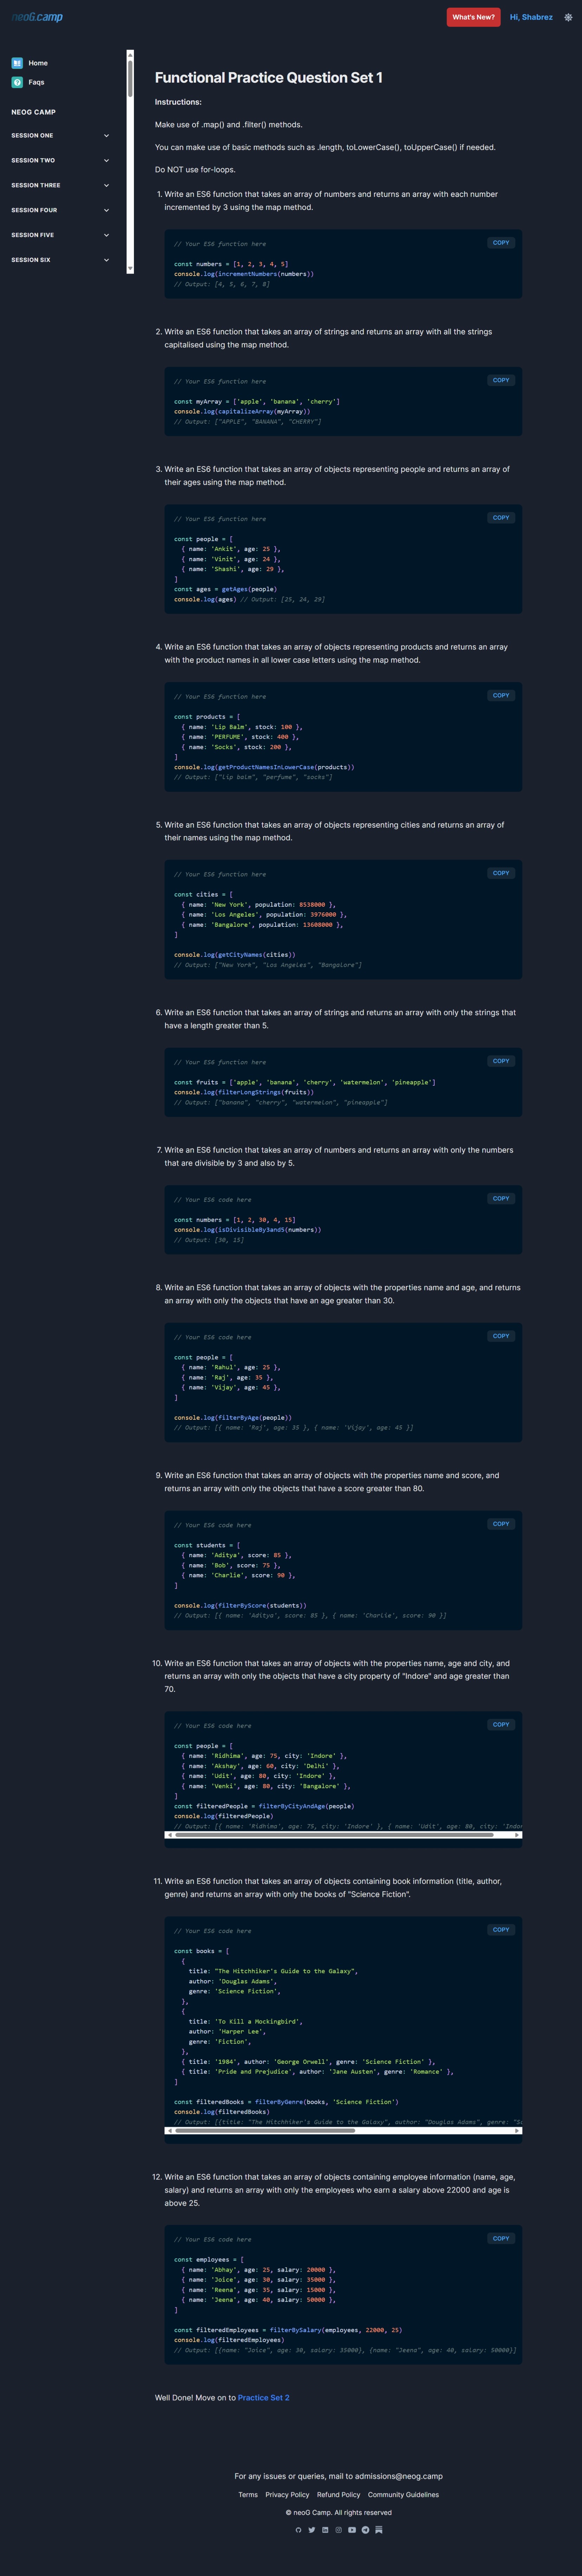 neoG.camp
What's New?
Hi, Shabrez
Home
Faqs
NEOG CAMP
SESSION ONE
SESSION TWO
SESSION THREE
SESSION FOUR
SESSION FIVE
SESSION SIX
Functional Practice Question Set 1
Instructions:
Make use of .map() and .filter() methods.
You can make use of basic methods such as .length, toLowerCase(), toUpperCase() if needed.
Do NOT use for-loops.
1. Write an ES6 function that takes an array of numbers and returns an array with each number
incremented by 3 using the map method.
COPY
// Your ES6 function here
const numbers = [1, 2, 3, 4, 5]
console.log(incrementNumbers(numbers))
// Output: [4, 5, 6, 7, 8]
2. Write an ES6 function that takes an array of strings and returns an array with all the strings
capitalised using the map method.
COPY
// Your ES6 function here
const myArray = ['apple', 'banana', 'cherry']
console.log(capitalizeArray(myArray))
// Output: ["APPLE", "BANANA", "CHERRY"]
3. Write an ES6 function that takes an array of objects representing people and returns an array of
their ages using the map method.
COPY
// Your ES6 function here
const people = [
{ name: 'Ankit', age: 25 },
{ name: 'Vinit', age: 24 },
{ name: 'Shashi', age: 29 },
]
const ages = getAges(people)
console.log(ages) // Output: [25, 24, 29]
4. Write an ES6 function that takes an array of objects representing products and returns an array
with the product names in all lower case letters using the map method.
COPY
// Your ES6 function here
const products = [
{ name: 'Lip Balm', stock: 100 },
{ name: 'PERFUME', stock: 400 },
{ name: 'Socks', stock: 200 },
]
console.log(getProductNamesInLowerCase(products))
// Output: ["lip balm", "perfume", "socks"]
5. Write an ES6 function that takes an array of objects representing cities and returns an array of
their names using the map method.
COPY
// Your ES6 function here
const cities = [
{ name: 'New York', population: 8538000 },
{ name: 'Los Angeles', population: 3976000 },
{ name: 'Bangalore', population: 13608000 },
]
console.log(getCityNames(cities))
// Output: ["New York", "Los Angeles", "Bangalore"]
6. Write an ES6 function that takes an array of strings and returns an array with only the strings that
have a length greater than 5.
COPY
// Your ES6 function here
const fruits = ['apple', 'banana', 'cherry', 'watermelon', 'pineapple']
console.log(filterLongStrings(fruits))
// Output: ["banana", "cherry", "watermelon", "pineapple"]
7. Write an ES6 function that takes an array of numbers and returns an array with only the numbers
that are divisible by 3 and also by 5.
COPY
// Your ES6 code here
const numbers = [1, 2, 30, 4, 15]
console.log(isDivisibleBy3and5(numbers))
// Output: [30, 15]
8. Write an ES6 function that takes an array of objects with the properties name and age, and returns
an array with only the objects that have an age greater than 30.
COPY
// Your ES6 code here
const people = [
{ name: 'Rahul', age: 25 },
{ name: 'Raj', age: 35 },
{ name: 'Vijay', age: 45 },
]
console.log(filterByAge(people))
// Output: [{ name: 'Raj', age: 35 }, { name: 'Vijay', age: 45 }]
9. Write an ES6 function that takes an array of objects with the properties name and score, and
returns an array with only the objects that have a score greater than 80.
COPY
// Your ES6 code here
const students = [
{ name: 'Aditya', score: 85 },
{ name: 'Bob', score: 75 },
{ name: 'Charlie', score: 90 },
]
console.log(filterByScore(students))
// Output: [{ name: 'Aditya', score: 85 }, { name: 'Charlie', score: 90 }]
10. Write an ES6 function that takes an array of objects with the properties name, age and city, and
returns an array with only the objects that have a city property of "Indore" and age greater than
70.
COPY
// Your ES6 code here
const people = [
{ name: 'Ridhima', age: 75, city: 'Indore' },
{ name: 'Akshay', age: 60, city: 'Delhi' },
{ name: 'Udit', age: 80, city: 'Indore' },
{ name: 'Venki', age: 80, city: 'Bangalore' },
]
const filteredPeople = filterByCityAndAge(people)
console.log(filteredPeople)
// Output: [{ name: 'Ridhima', age: 75, city: 'Indore' }, { name: 'Udit', age: 80, city: 'Indor
11. Write an ES6 function that takes an array of objects containing book information (title, author,
genre) and returns an array with only the books of "Science Fiction".
COPY
// Your ES6 code here
const books = [
{
title: "The Hitchhiker's Guide to the Galaxy",
author: 'Douglas Adams',
genre: 'Science Fiction',
},
{
title: 'To Kill a Mockingbird',
author: 'Harper Lee',
genre: 'Fiction',
},
{ title: '1984', author: 'George Orwell', genre: 'Science Fiction' },
{ title: 'Pride and Prejudice', author: 'Jane Austen', genre: 'Romance' },
]
const filteredBooks = filterByGenre(books, 'Science Fiction')
console.log(filteredBooks)
// Output: [{title: "The Hitchhiker's Guide to the Galaxy", author: "Douglas Adams", genre: "S
12. Write an ES6 function that takes an array of objects containing employee information (name, age,
salary) and returns an array with only the employees who earn a salary above 22000 and age is
above 25.
COPY
// Your ES6 code here
const employees = [
{ name: 'Abhay', age: 25, salary: 20000 },
{ name: 'Joice', age: 30, salary: 35000 },
{ name: 'Reena', age: 35, salary: 15000 },
{ name: 'Jeena', age: 40, salary: 50000 },
]
const filteredEmployees = filterBySalary(employees, 22000, 25)
console.log(filteredEmployees)
// Output: [{name: "Joice", age: 30, salary: 35000}, {name: "Jeena", age: 40, salary: 50000}]
Well Done! Move on to Practice Set 2
For any issues or queries, mail to admissions@neog.camp
Terms Privacy Policy Refund Policy Community Guidelines
© neoG Camp. All rights reserved